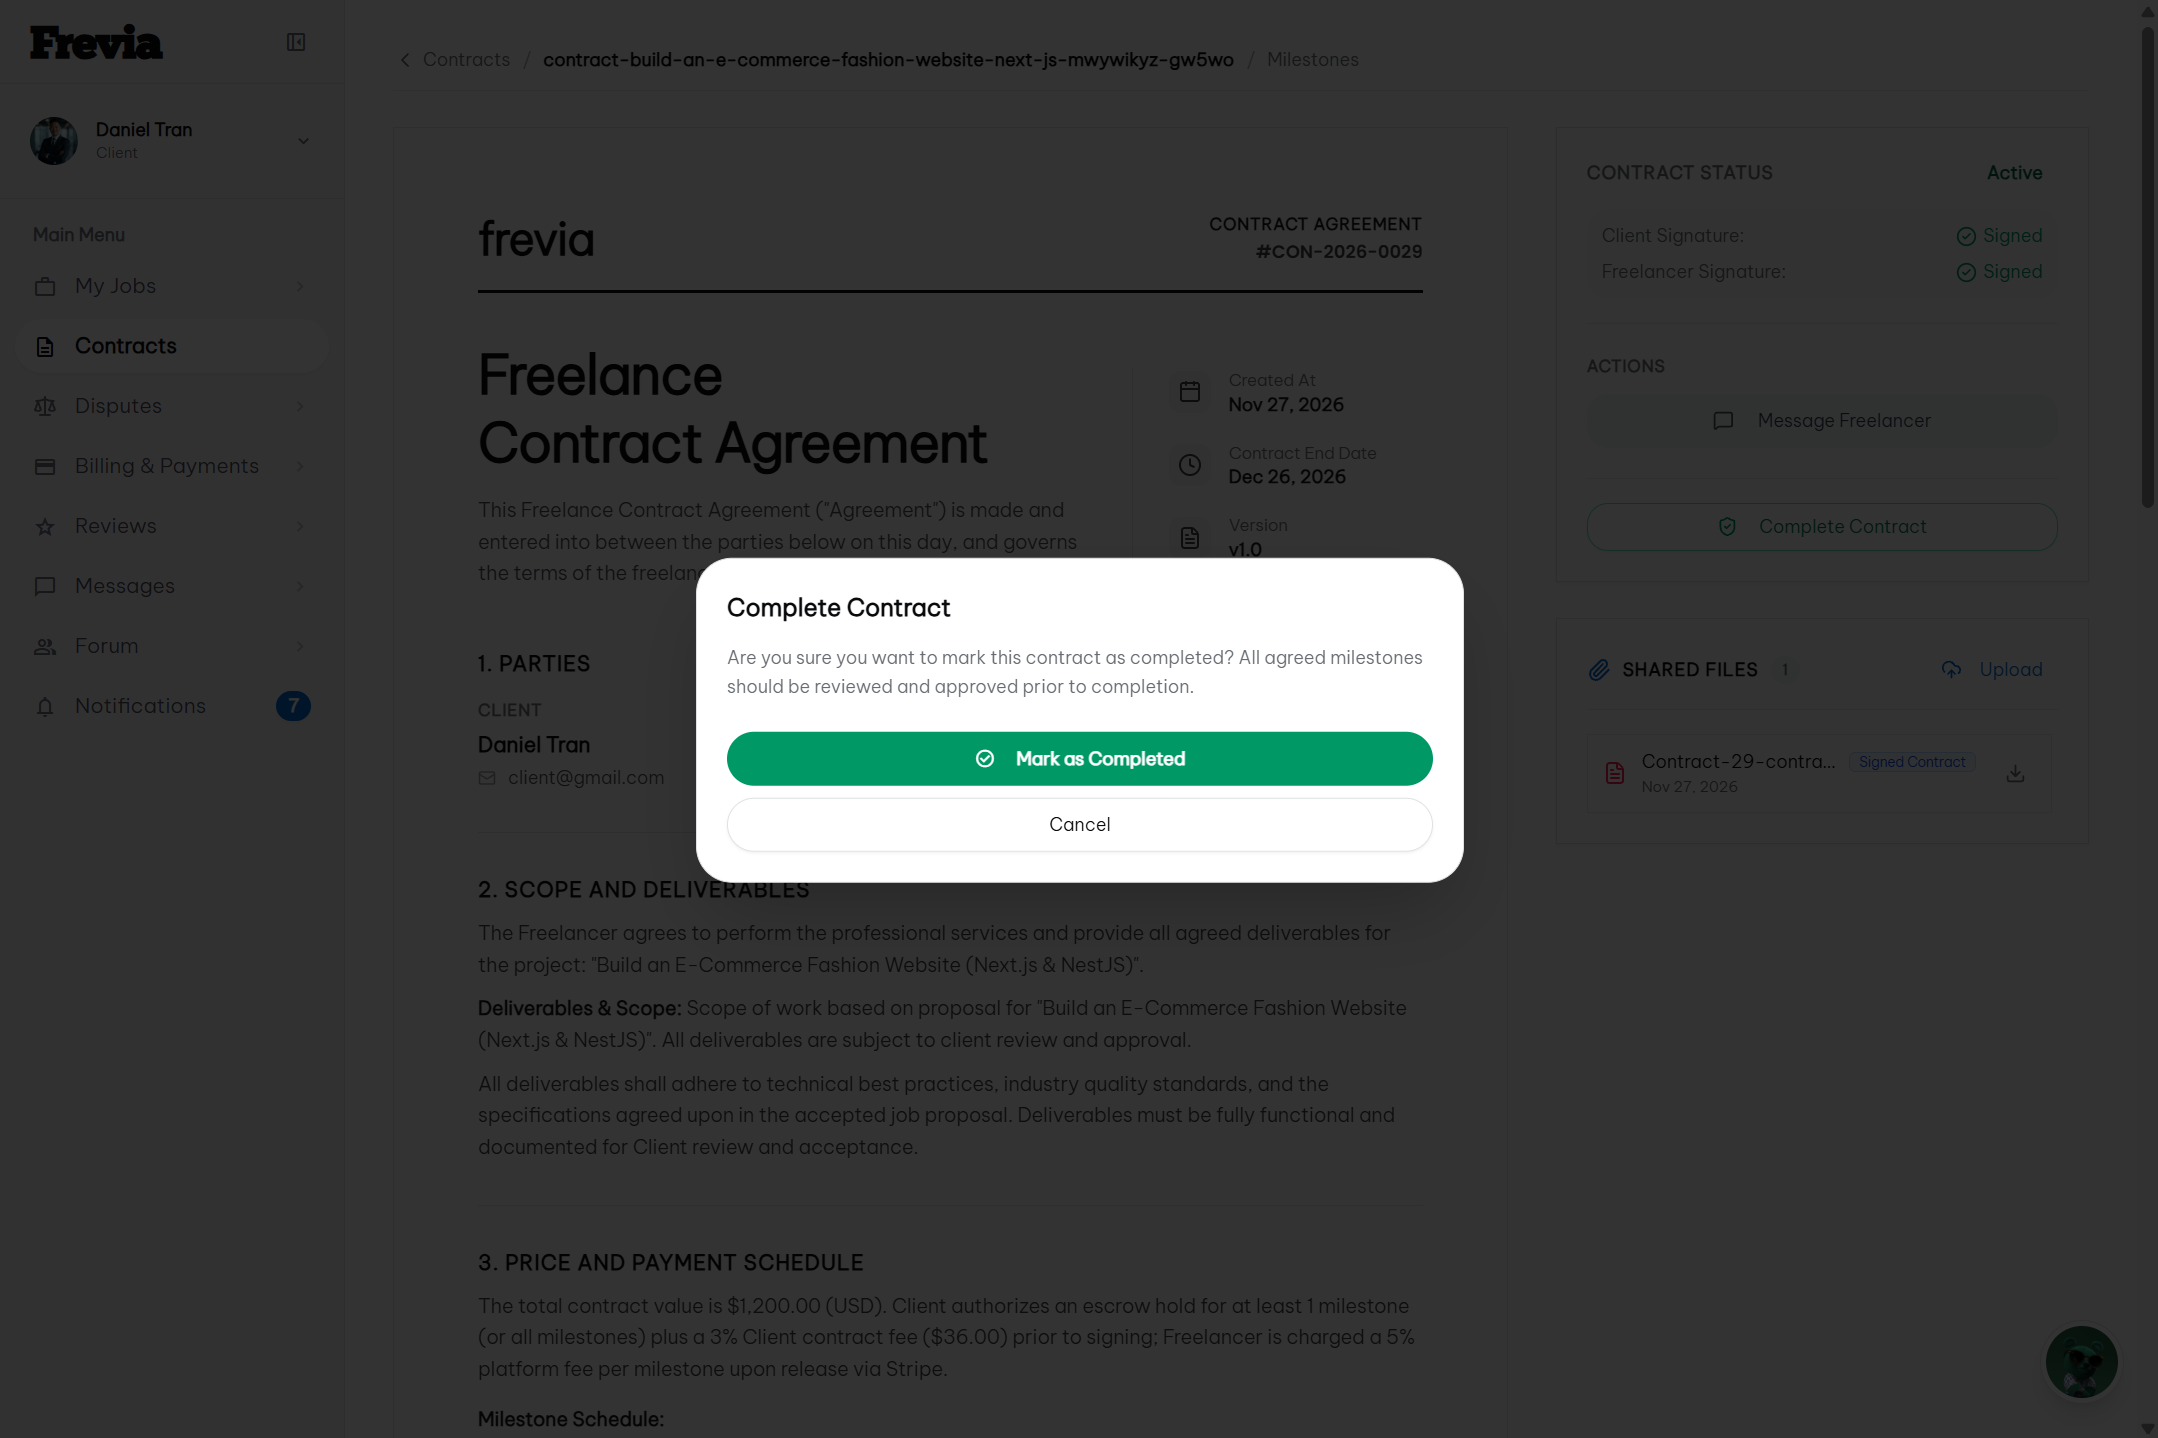 Frevia
Daniel Tran
Client
Main Menu
My Jobs
Contracts
Disputes
Billing & Payments
Reviews
Messages
Forum
Notifications
7
Contracts / contract-build-an-e-commerce-fashion-website-next-js-mwywikyz-gw5wo / Milestones
frevia
CONTRACT AGREEMENT
#CON-2026-0029
Freelance
Contract Agreement
This Freelance Contract Agreement ("Agreement") is made and
entered into between the parties below on this day, and governs
the terms of the freelanc
Created At
Nov 27, 2026
Contract End Date
Dec 26, 2026
Version
v1.0
1. PARTIES
CLIENT
Daniel Tran
client@gmail.com
2. SCOPE AND DELIVERABLES
The Freelancer agrees to perform the professional services and provide all agreed deliverables for
the project: "Build an E-Commerce Fashion Website (Next.js & NestJS)".
Deliverables & Scope: Scope of work based on proposal for "Build an E-Commerce Fashion Website
(Next.js & NestJS)". All deliverables are subject to client review and approval.
All deliverables shall adhere to technical best practices, industry quality standards, and the
specifications agreed upon in the accepted job proposal. Deliverables must be fully functional and
documented for Client review and acceptance.
3. PRICE AND PAYMENT SCHEDULE
The total contract value is $1,200.00 (USD). Client authorizes an escrow hold for at least 1 milestone
(or all milestones) plus a 3% Client contract fee ($36.00) prior to signing; Freelancer is charged a 5%
platform fee per milestone upon release via Stripe.
Milestone Schedule:
Complete Contract
Are you sure you want to mark this contract as completed? All agreed milestones
should be reviewed and approved prior to completion.
Mark as Completed
Cancel
CONTRACT STATUS
Active
Client Signature:
Signed
Freelancer Signature:
Signed
ACTIONS
Message Freelancer
Complete Contract
SHARED FILES 1
Upload
Contract-29-contra...
Signed Contract
Nov 27, 2026